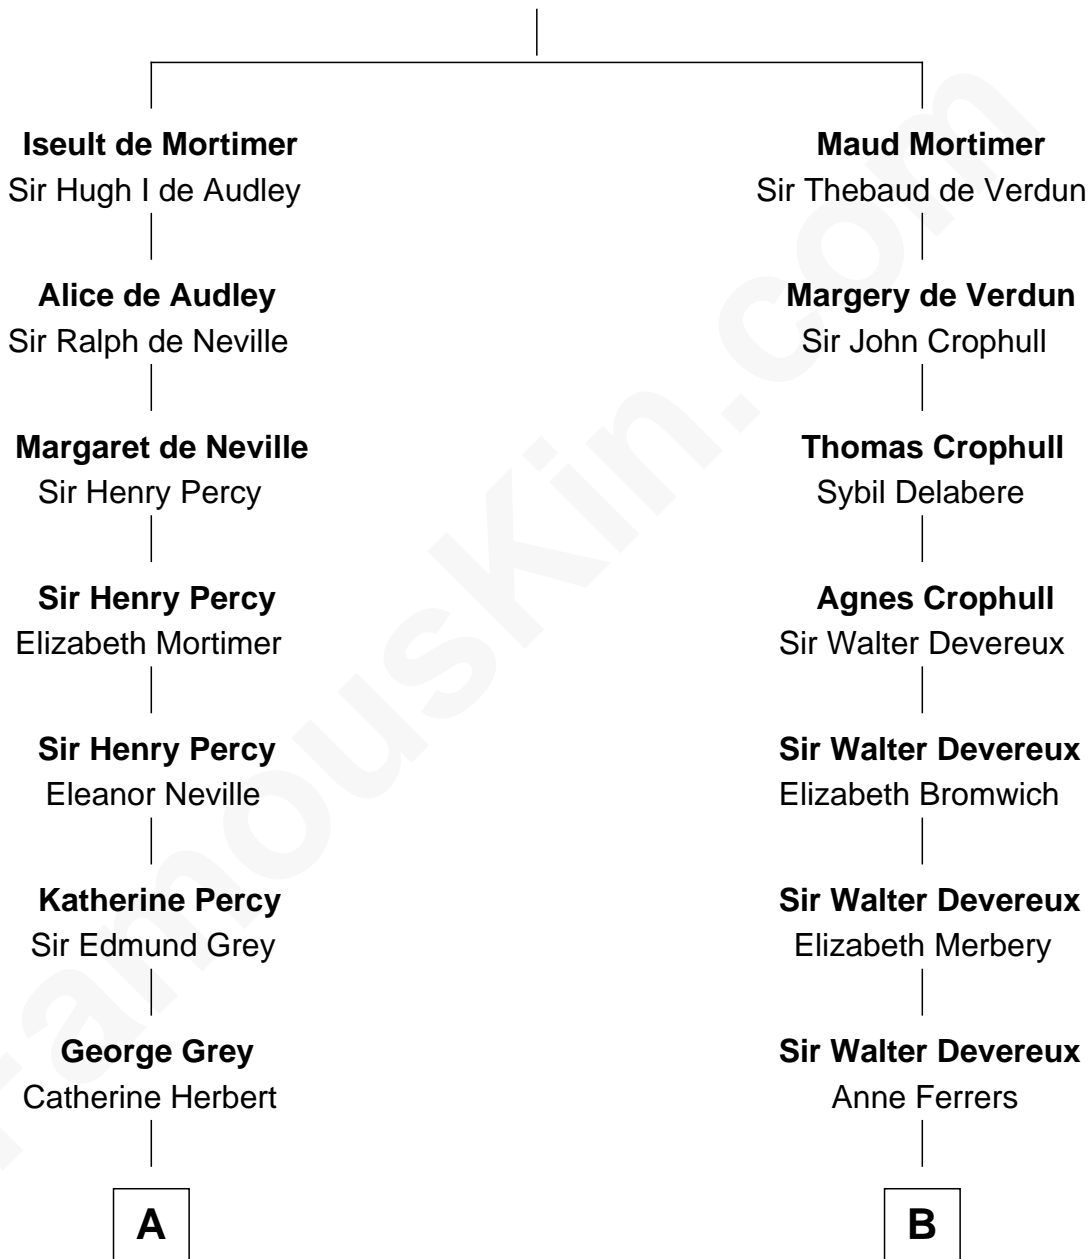 Iseult de Mortimer
Sir Hugh I de Audley
Maud Mortimer
Sir Thebaud de Verdun
Alice de Audley
Sir Ralph de Neville
Margery de Verdun
Sir John Crophull
Margaret de Neville
Sir Henry Percy
Thomas Crophull
Sybil Delabere
Sir Henry Percy
Elizabeth Mortimer
Agnes Crophull
Sir Walter Devereux
Sir Henry Percy
Eleanor Neville
Sir Walter Devereux
Elizabeth Bromwich
Katherine Percy
Sir Edmund Grey
Sir Walter Devereux
Elizabeth Merbery
George Grey
Catherine Herbert
Sir Walter Devereux
Anne Ferrers
A
B
FamousKin.com